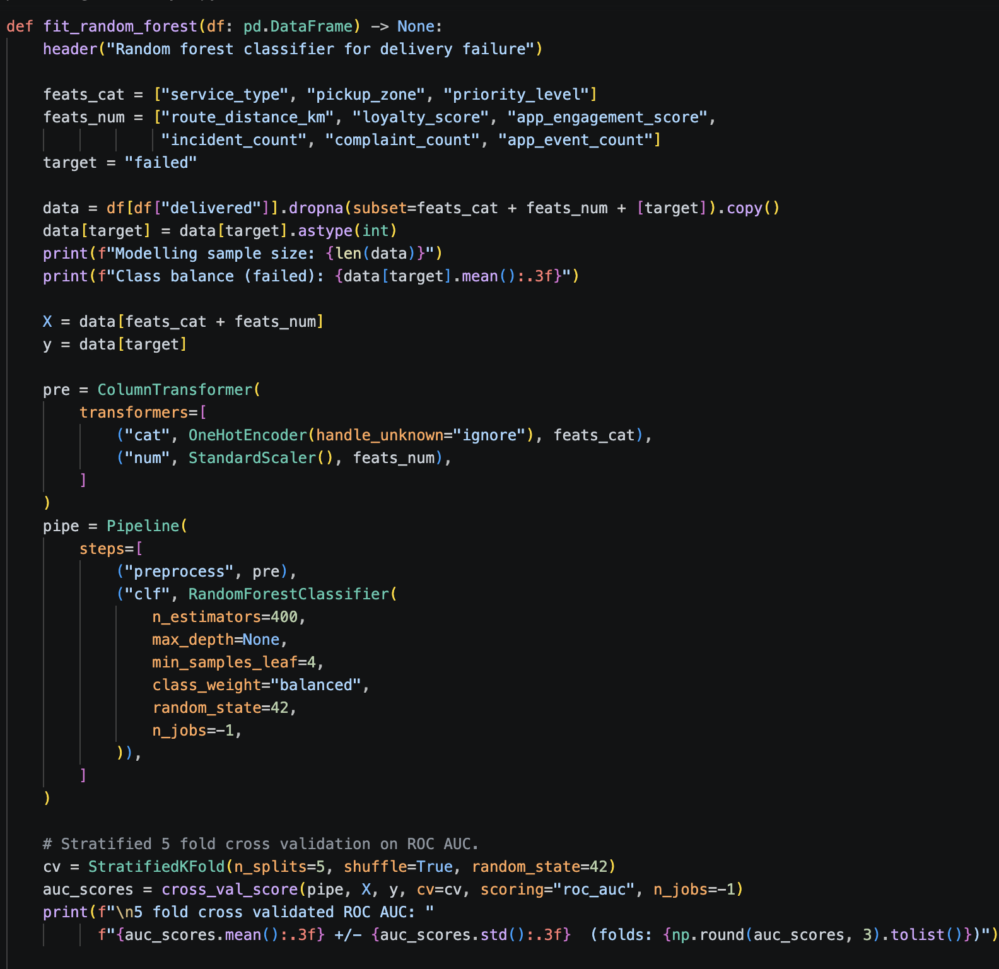 def fit_random_forest(df: pd.DataFrame) -> None:
    header("Random forest classifier for delivery failure")

    feats_cat = ["service_type", "pickup_zone", "priority_level"]
    feats_num = ["route_distance_km", "loyalty_score", "app_engagement_score",
                 "incident_count", "complaint_count", "app_event_count"]
    target = "failed"

    data = df[df["delivered"]].dropna(subset=feats_cat + feats_num + [target]).copy()
    data[target] = data[target].astype(int)
    print(f"Modelling sample size: {len(data)}")
    print(f"Class balance (failed): {data[target].mean():.3f}")

    X = data[feats_cat + feats_num]
    y = data[target]

    pre = ColumnTransformer(
        transformers=[
            ("cat", OneHotEncoder(handle_unknown="ignore"), feats_cat),
            ("num", StandardScaler(), feats_num),
        ]
    )
    pipe = Pipeline(
        steps=[
            ("preprocess", pre),
            ("clf", RandomForestClassifier(
                n_estimators=400,
                max_depth=None,
                min_samples_leaf=4,
                class_weight="balanced",
                random_state=42,
                n_jobs=-1,
            )),
        ]
    )

    # Stratified 5 fold cross validation on ROC AUC.
    cv = StratifiedKFold(n_splits=5, shuffle=True, random_state=42)
    auc_scores = cross_val_score(pipe, X, y, cv=cv, scoring="roc_auc", n_jobs=-1)
    print(f"\n5 fold cross validated ROC AUC: "
          f"{auc_scores.mean():.3f} +/- {auc_scores.std():.3f}  (folds: {np.round(auc_scores, 3).tolist()})")